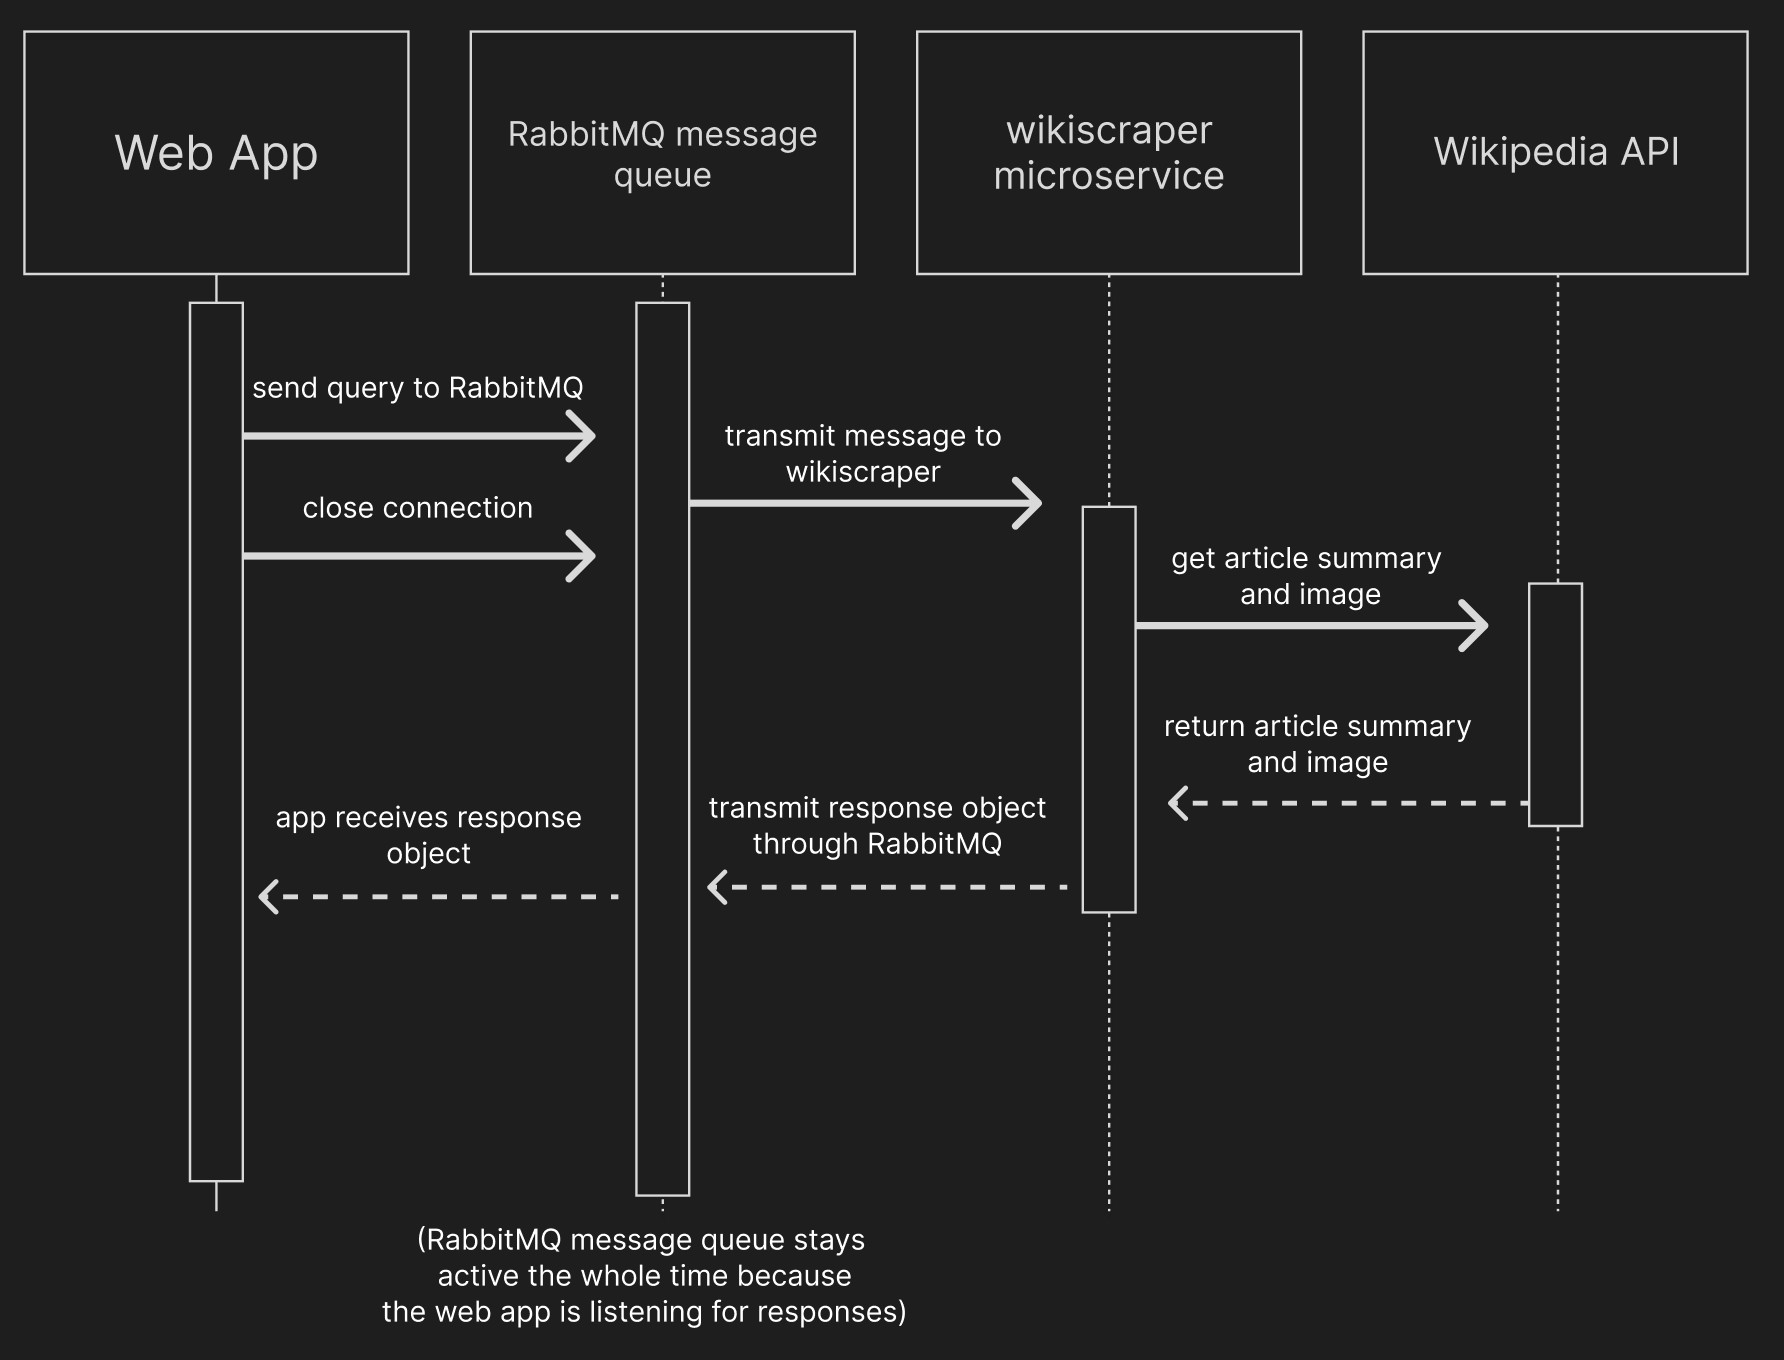 Web App
RabbitMQ message
queue
wikiscraper
microservice
Wikipedia API
send query to RabbitMQ
transmit message to
wikiscraper
close connection
get article summary
and image
return article summary
and image
transmit response object
through RabbitMQ
app receives response
object
(RabbitMQ message queue stays
active the whole time because
the web app is listening for responses)